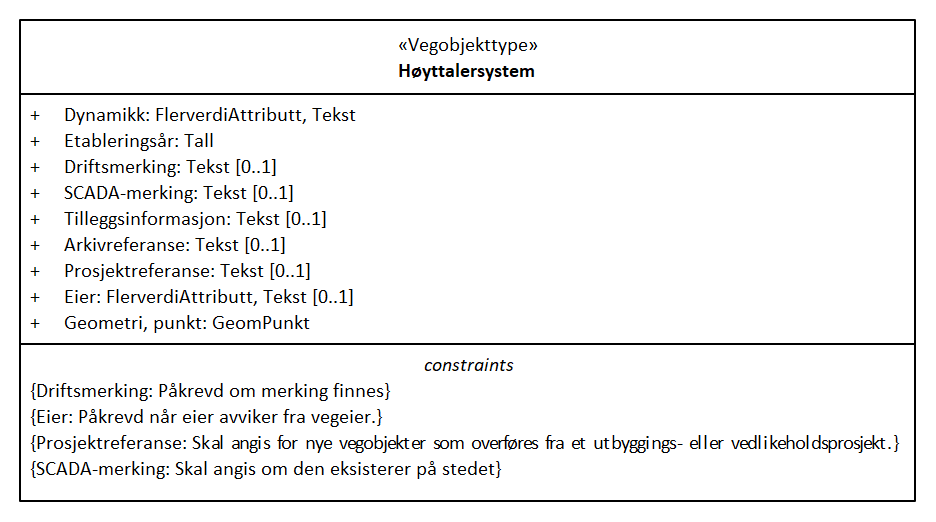 «Vegobjekttype»
Høyttalersystem
+ Dynamikk: FlerverdiAttributt, Tekst
+ Etableringsår: Tall
+ Driftsmerking: Tekst [0..1]
+ SCADA-merking: Tekst [0..1]
+ Tilleggsinformasjon: Tekst [0..1]
+ Arkivreferanse: Tekst [0..1]
+ Prosjektreferanse: Tekst [0..1]
+ Eier: FlerverdiAttributt, Tekst [0..1]
+ Geometri, punkt: GeomPunkt
constraints
{Driftsmerking: Påkrevd om merking finnes}
{Eier: Påkrevd når eier avviker fra vegeier.}
{Prosjektreferanse: Skal angis for nye vegobjekter som overføres fra et utbyggings- eller vedlikeholdsprosjekt.}
{SCADA-merking: Skal angis om den eksisterer på stedet}